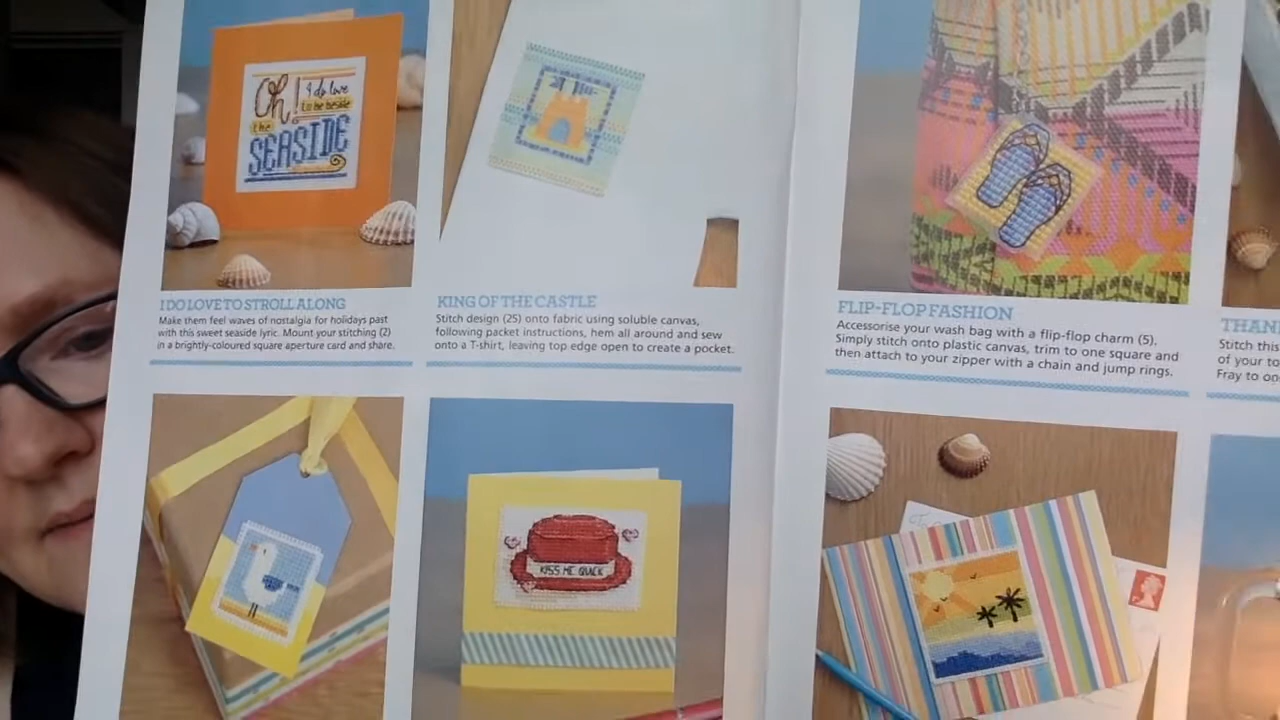 Oh! I do love
to be beside
the
SEASIDE
I DO LOVE TO STROLL ALONG
Make them feel waves of nostalgia for holidays past
with this sweet seaside lyric. Mount your stitching (2)
in a brightly-coloured square aperture card and share.
KING OF THE CASTLE
Stitch design (25) onto fabric using soluble canvas,
following packet instructions, hem all around and sew
onto a T-shirt, leaving top edge open to create a pocket.
FLIP-FLOP FASHION
Accessorise your wash bag with a flip-flop charm (5).
Simply stitch onto plastic canvas, trim to one square and
then attach to your zipper with a chain and jump rings.
THAN
Stitch this
of your to
Fray to on
KISS ME QUICK